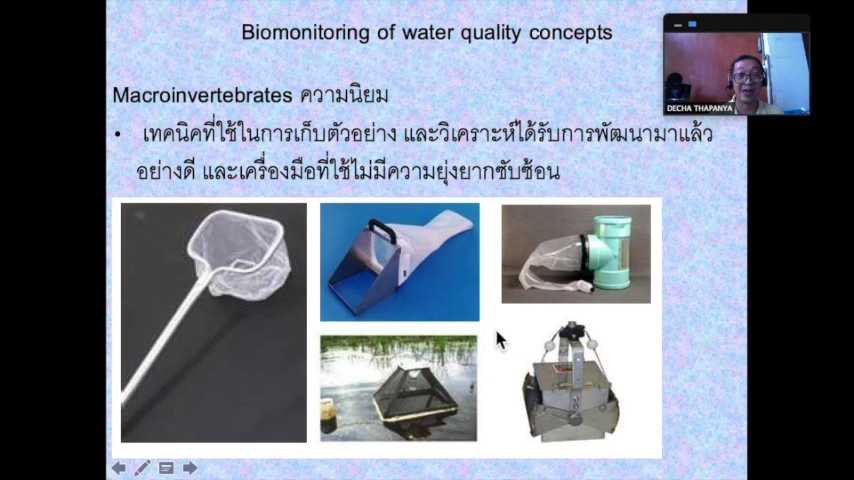 Biomonitoring of water quality concepts
DECHA THAPANYA
Macroinvertebrates ความนิยม
• เทคนิคที่ใช้ในการเก็บตัวอย่าง และวิเคราะห์ได้รับการพัฒนามาแล้ว
อย่างดี และเครื่องมือที่ใช้ไม่มีความยุ่งยากซับซ้อน